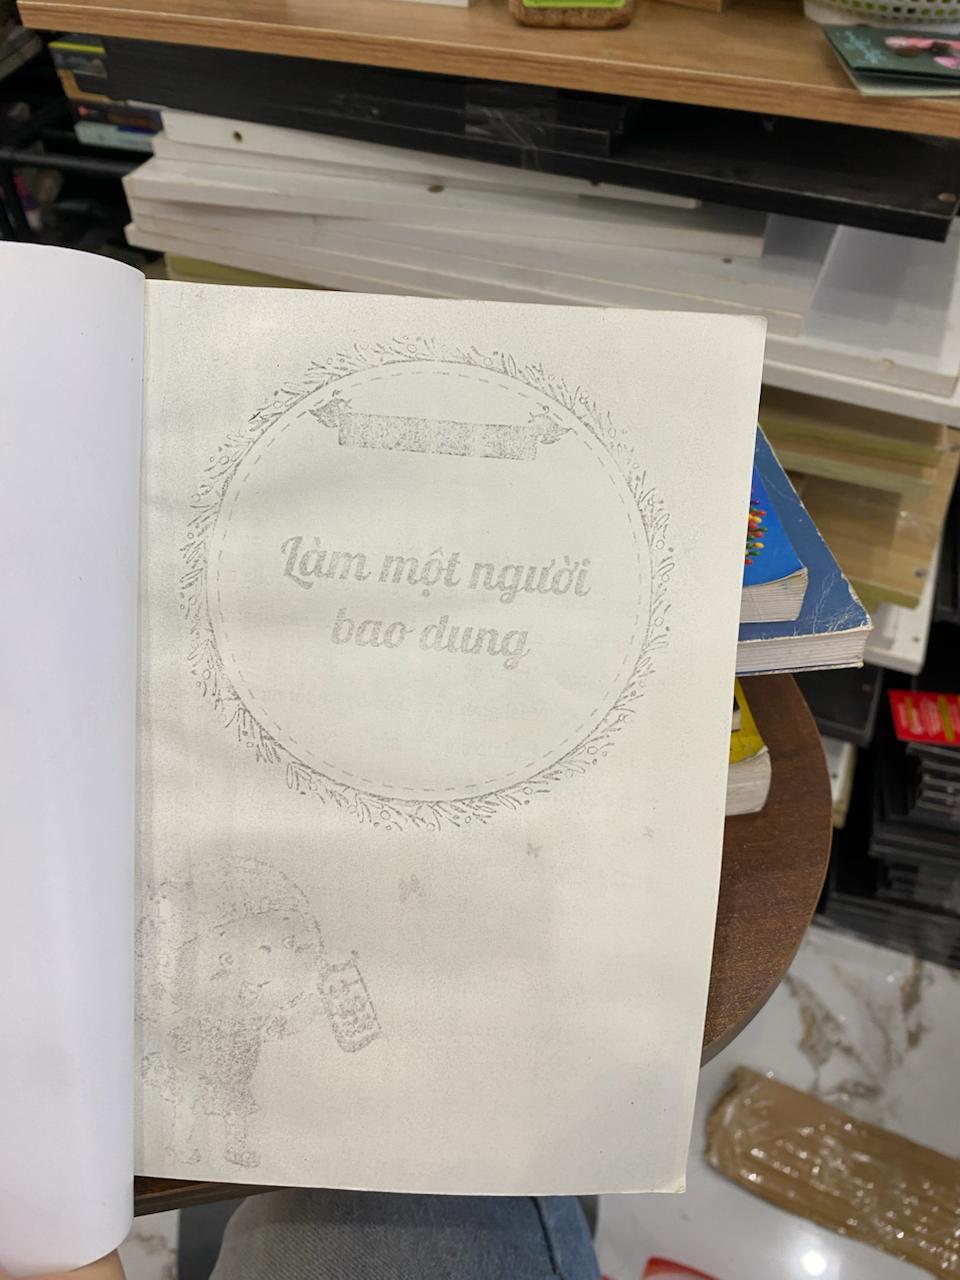 Làm một người
bao dung